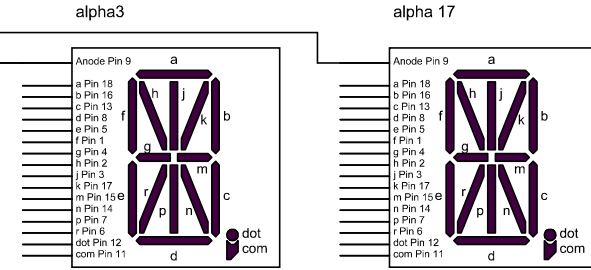 alpha3
Anode Pin 9
a Pin 18
b Pin 16
c Pin 13
d Pin 8
e Pin 5
f Pin 1
g Pin 4
h Pin 2
j Pin 3
k Pin 17
m Pin 15
n Pin 14
p Pin 7
r Pin 6
dot Pin 12
com Pin 11
a
h
j
f
k
b
g
m
e
r
p
n
c
d
dot
com
alpha 17
Anode Pin 9
a Pin 18
b Pin 16
c Pin 13
d Pin 8
e Pin 5
f Pin 1
g Pin 4
h Pin 2
j Pin 3
k Pin 17
m Pin 15
n Pin 14
p Pin 7
r Pin 6
dot Pin 12
com Pin 11
a
h
j
f
k
b
g
m
e
r
p
n
c
d
dot
com